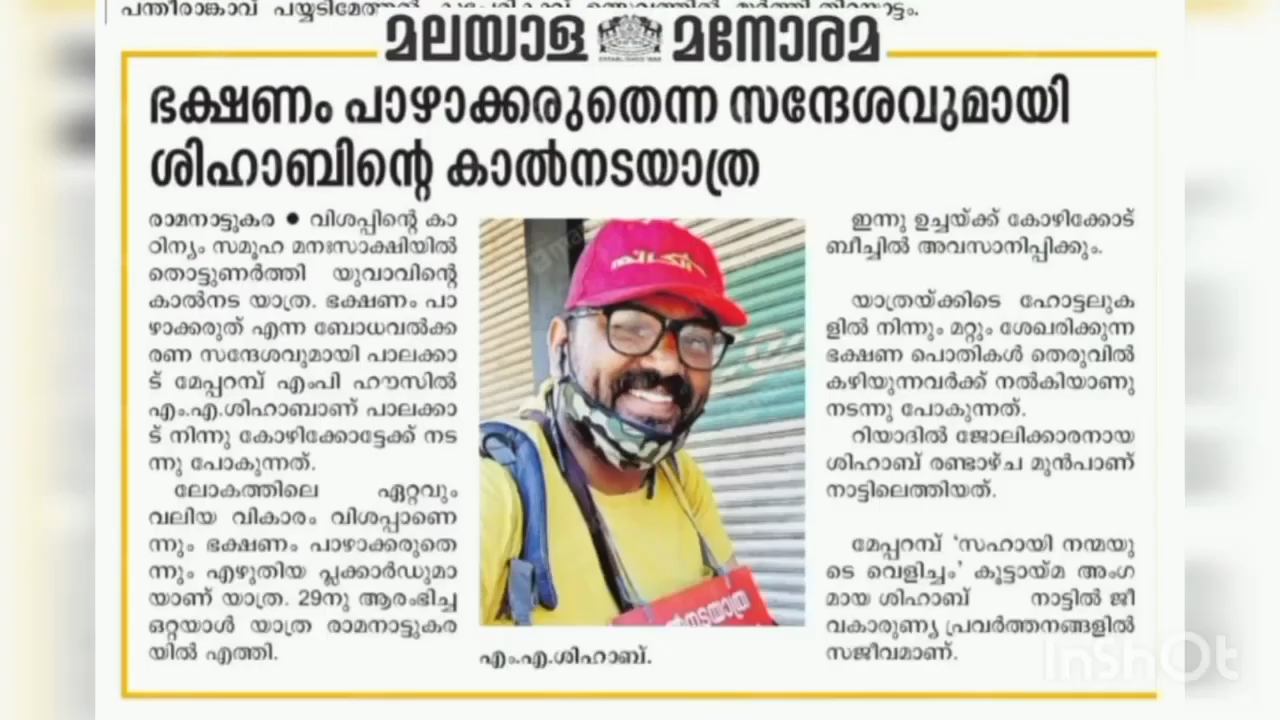 മലയാള മനോരമ
ഭക്ഷണം പാഴാക്കരുതെന്ന സന്ദേശവുമായി
ശിഹാബിന്റെ കാൽനടയാത്ര
രാമനാട്ടുകര ● വിശപ്പിന്റെ കാ
ഠിന്യം സമൂഹ മനഃസാക്ഷിയിൽ
തൊട്ടുണർത്തി യുവാവിന്റെ
കാൽനട യാത്ര. ഭക്ഷണം പാ
ഴാക്കരുത് എന്ന ബോധവൽക്ക
രണ സന്ദേശവുമായി പാലക്കാ
ട് മേപ്പറമ്പ് എംപി ഹൗസിൽ
എം.എ.ശിഹാബാണ് പാലക്കാ
ട് നിന്നു കോഴിക്കോട്ടേക്ക് നട
ന്നു പോകുന്നത്.
ലോകത്തിലെ ഏറ്റവും
വലിയ വികാരം വിശപ്പാണെ
ന്നും ഭക്ഷണം പാഴാക്കരുതെ
ന്നും എഴുതിയ പ്ലക്കാർഡുമാ
യാണ് യാത്ര. 29നു ആരംഭിച്ച
ഒറ്റയാൾ യാത്ര രാമനാട്ടുകര
യിൽ എത്തി.
എം.എ.ശിഹാബ്.
ഇന്നു ഉച്ചയ്ക്ക് കോഴിക്കോട്
ബീച്ചിൽ അവസാനിപ്പിക്കും.
യാത്രയ്ക്കിടെ ഹോട്ടലുക
ളിൽ നിന്നും മറ്റും ശേഖരിക്കുന്ന
ഭക്ഷണ പൊതികൾ തെരുവിൽ
കഴിയുന്നവർക്ക് നൽകിയാണു
നടന്നു പോകുന്നത്.
റിയാദിൽ ജോലിക്കാരനായ
ശിഹാബ് രണ്ടാഴ്ച മുൻപാണ്
നാട്ടിലെത്തിയത്.
മേപ്പറമ്പ് ‘സഹായി നന്മയു
ടെ വെളിച്ചം’ കൂട്ടായ്മ അംഗ
മായ ശിഹാബ് നാട്ടിൽ ജീ
വകാരുണ്യ പ്രവർത്തനങ്ങളിൽ
സജീവമാണ്.
InShOt